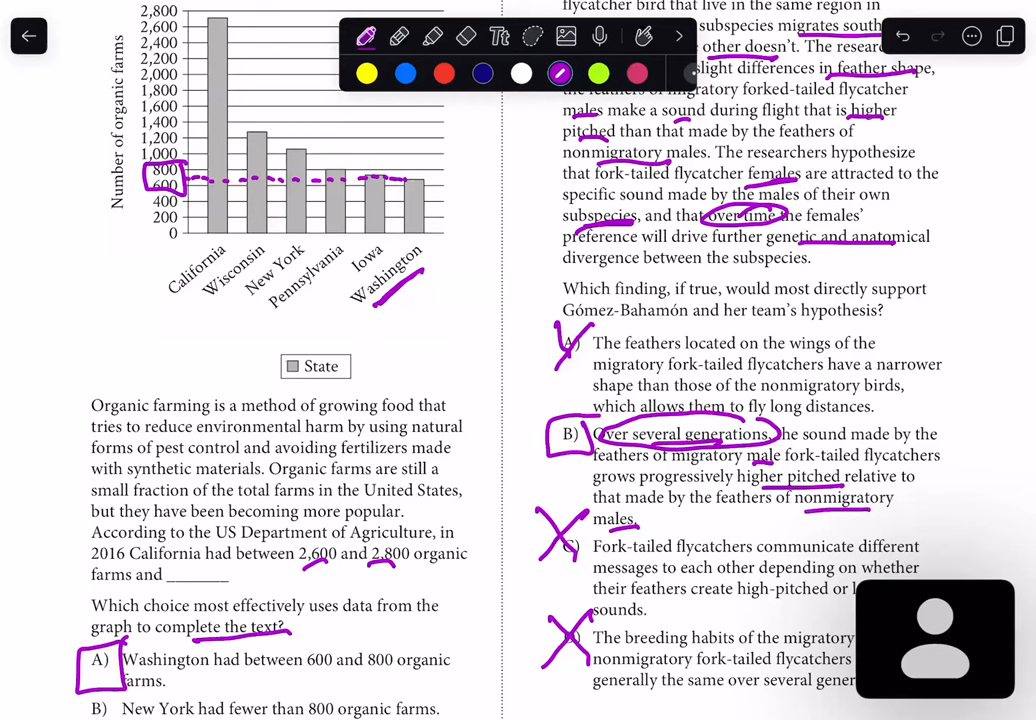 2,800
2,600
2,400
2,200
2,000
1,800
1,600
1,400
1,200
1,000
800
600
400
200
0
Number of organic farms
California
Wisconsin
New York
Pennsylvania
Iowa
Washington
State
Organic farming is a method of growing food that
tries to reduce environmental harm by using natural
forms of pest control and avoiding fertilizers made
with synthetic materials. Organic farms are still a
small fraction of the total farms in the United States,
but they have been becoming more popular.
According to the US Department of Agriculture, in
2016 California had between 2,600 and 2,800 organic
farms and _______
Which choice most effectively uses data from the
graph to complete the text?
A) Washington had between 600 and 800 organic
farms.
B) New York had fewer than 800 organic farms.
Tt
flycatcher bird that live in the same region in
subspecies migrates south
other doesn't. The resear
slight differences in feather shape,
the feathers of migratory forked-tailed flycatcher
males make a sound during flight that is higher
pitched than that made by the feathers of
nonmigratory males. The researchers hypothesize
that fork-tailed flycatcher females are attracted to the
specific sound made by the males of their own
subspecies, and that over time the females'
preference will drive further genetic and anatomical
divergence between the subspecies.
Which finding, if true, would most directly support
Gómez-Bahamón and her team's hypothesis?
A) The feathers located on the wings of the
migratory fork-tailed flycatchers have a narrower
shape than those of the nonmigratory birds,
which allows them to fly long distances.
B) Over several generations, the sound made by the
feathers of migratory male fork-tailed flycatchers
grows progressively higher pitched relative to
that made by the feathers of nonmigratory
males.
C) Fork-tailed flycatchers communicate different
messages to each other depending on whether
their feathers create high-pitched or
sounds.
D) The breeding habits of the migratory
nonmigratory fork-tailed flycatchers
generally the same over several gener